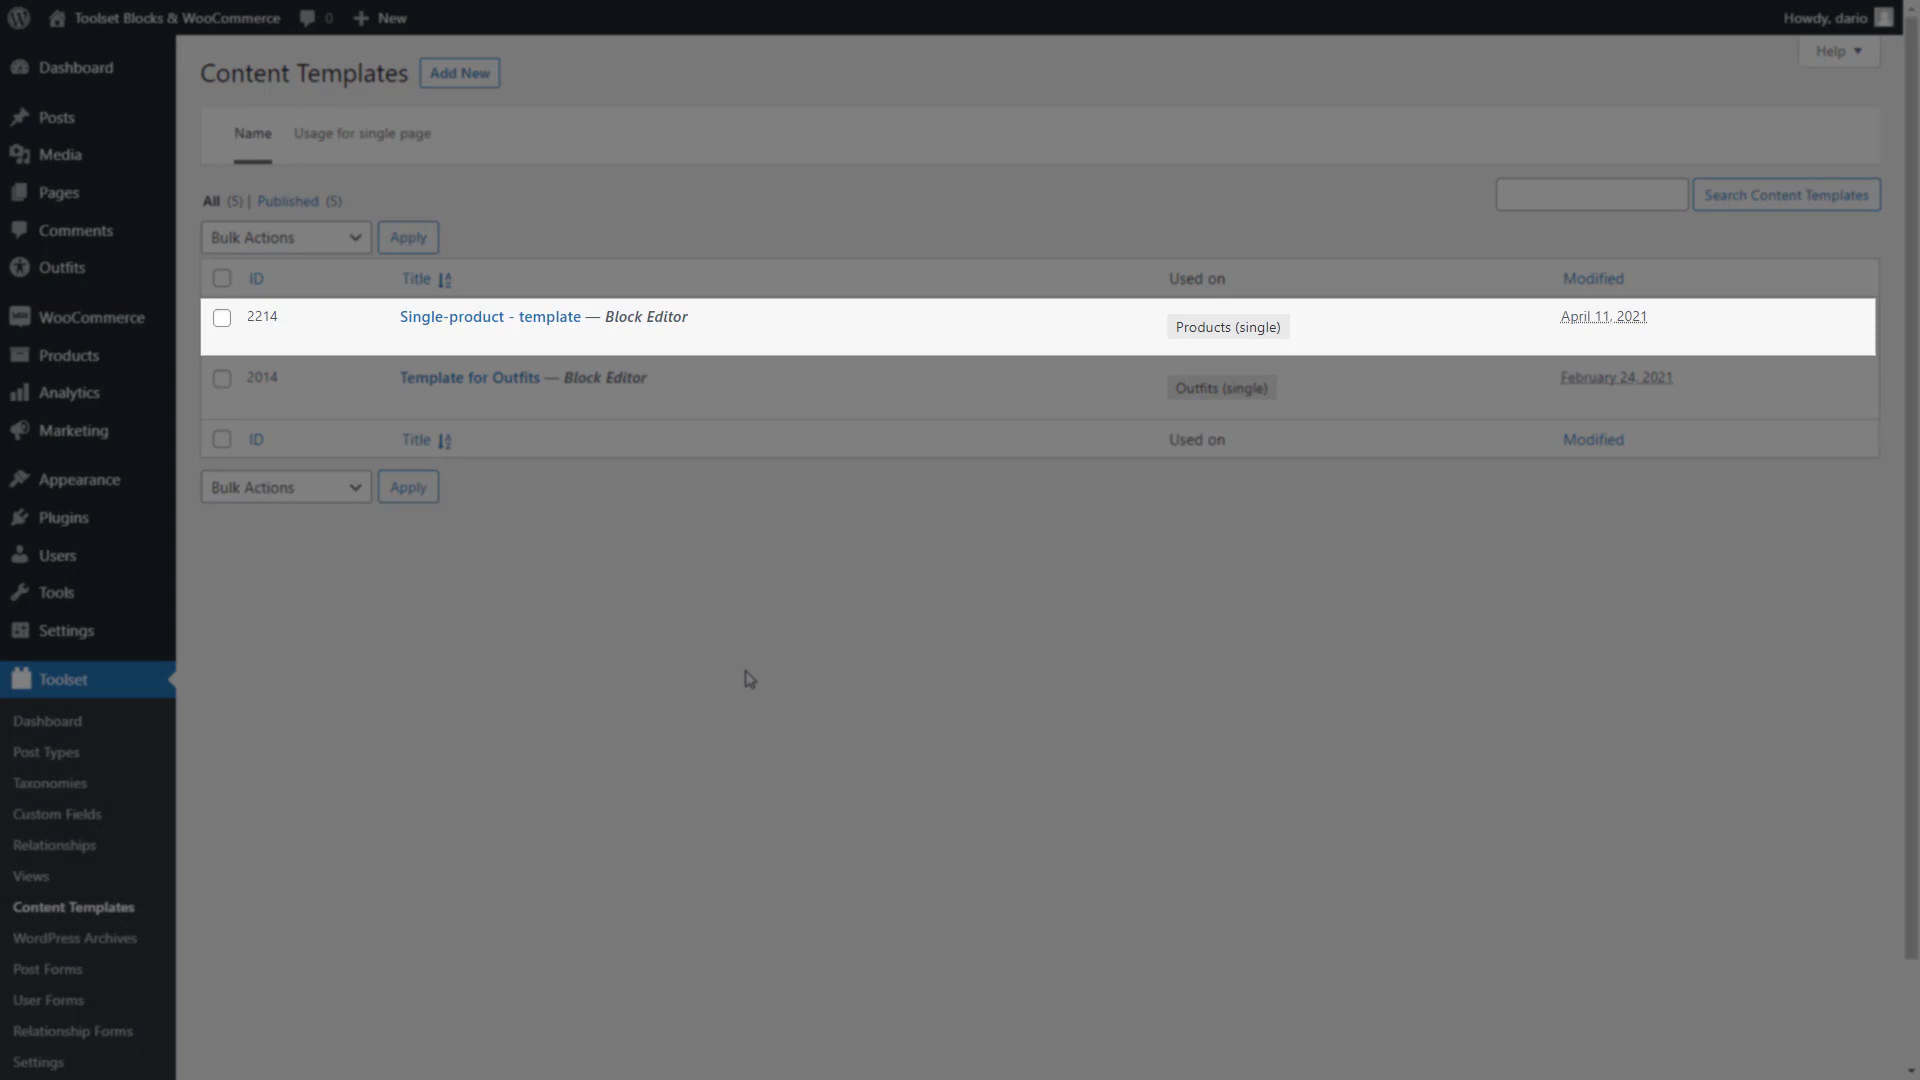 Toolset Blocks & WooCommerce 0 New Howdy, dario
Help
Dashboard
Posts
Media
Pages
Comments
Outfits
WooCommerce
Products
Analytics
Marketing
Appearance
Plugins
Users
Tools
Settings
Toolset
Dashboard
Post Types
Taxonomies
Custom Fields
Relationships
Views
Content Templates
WordPress Archives
Post Forms
User Forms
Relationship Forms
Settings
Content Templates Add New
Name Usage for single page
All (5) | Published (5)
Search Content Templates
Bulk Actions Apply
ID Title Used on Modified
2214 Single-product - template — Block Editor Products (single) April 11, 2021
2014 Template for Outfits — Block Editor Outfits (single) February 24, 2021
ID Title Used on Modified
Bulk Actions Apply